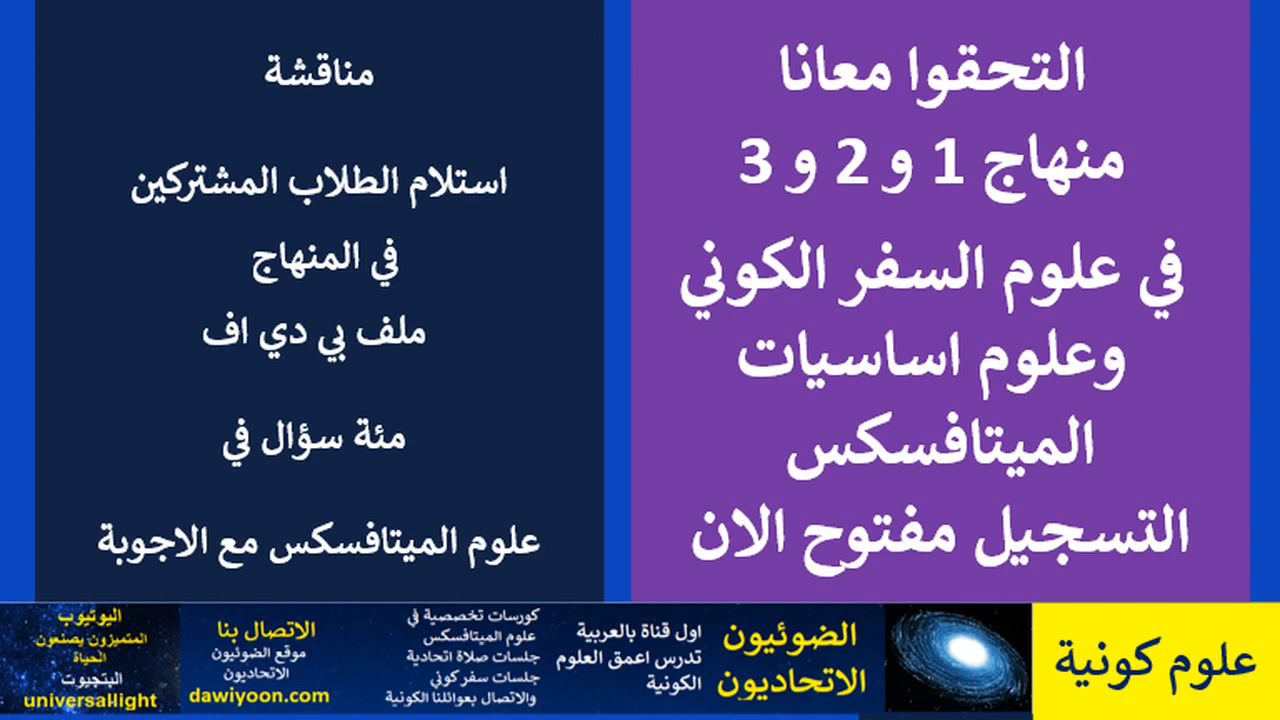 التحقوا معانا
منهاج 1 و 2 و 3
في علوم السفر الكوني
وعلوم اساسيات
الميتافسكس
التسجيل مفتوح الان
مناقشة
استلام الطلاب المشتركين
في المنهاج
ملف بي دي اف
مئة سؤال في
علوم الميتافسكس مع الاجوبة
علوم كونية
الضوئيون
الاتحاديون
اول قناة بالعربية
تدرس اعمق العلوم
الكونية
كورسات تخصصية في
علوم الميتافسكس
جلسات صلاة اتحادية
جلسات سفر كوني
والاتصال بعوائلنا الكونية
الاتصال بنا
موقع الضوئيون
الاتحاديون
dawiyoon.com
اليوتيوب
المتميزون يصنعون
الحياة
البتجيوت
universallight